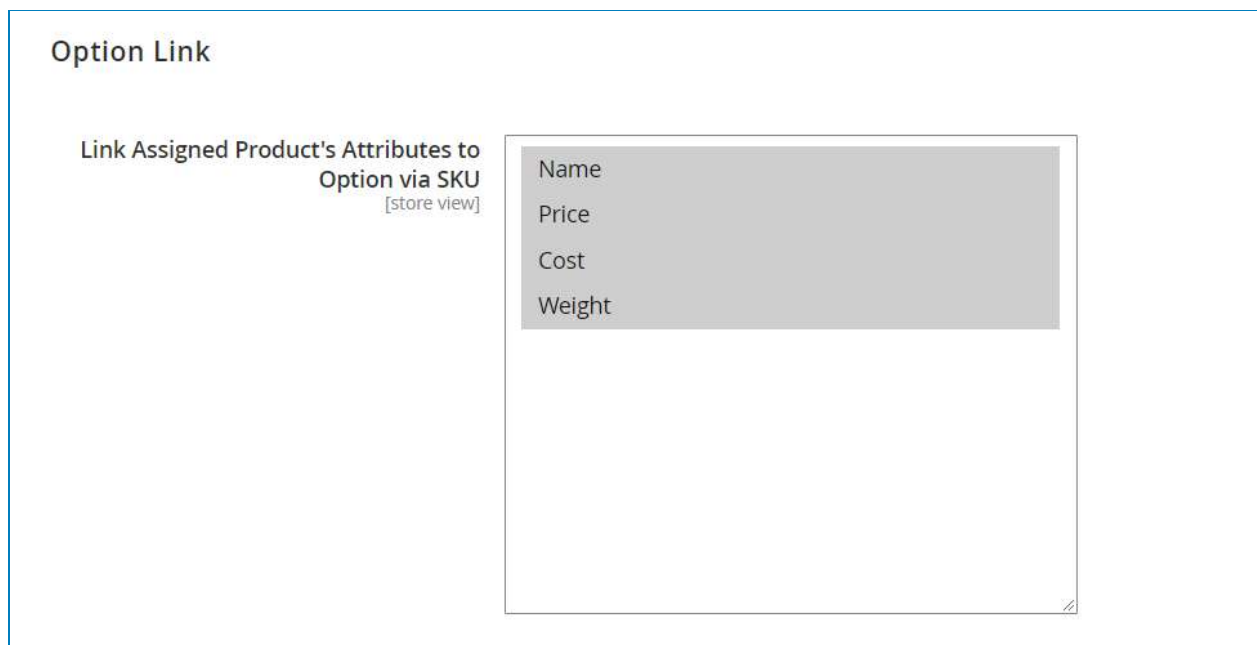 Option Link
Link Assigned Product's Attributes to
Option via SKU
[store view]
Name
Price
Cost
Weight